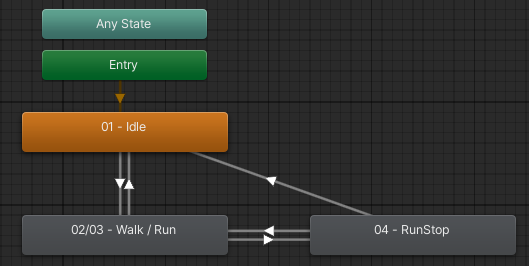 Any State
Entry
01 - Idle
02/03 - Walk / Run
04 - RunStop